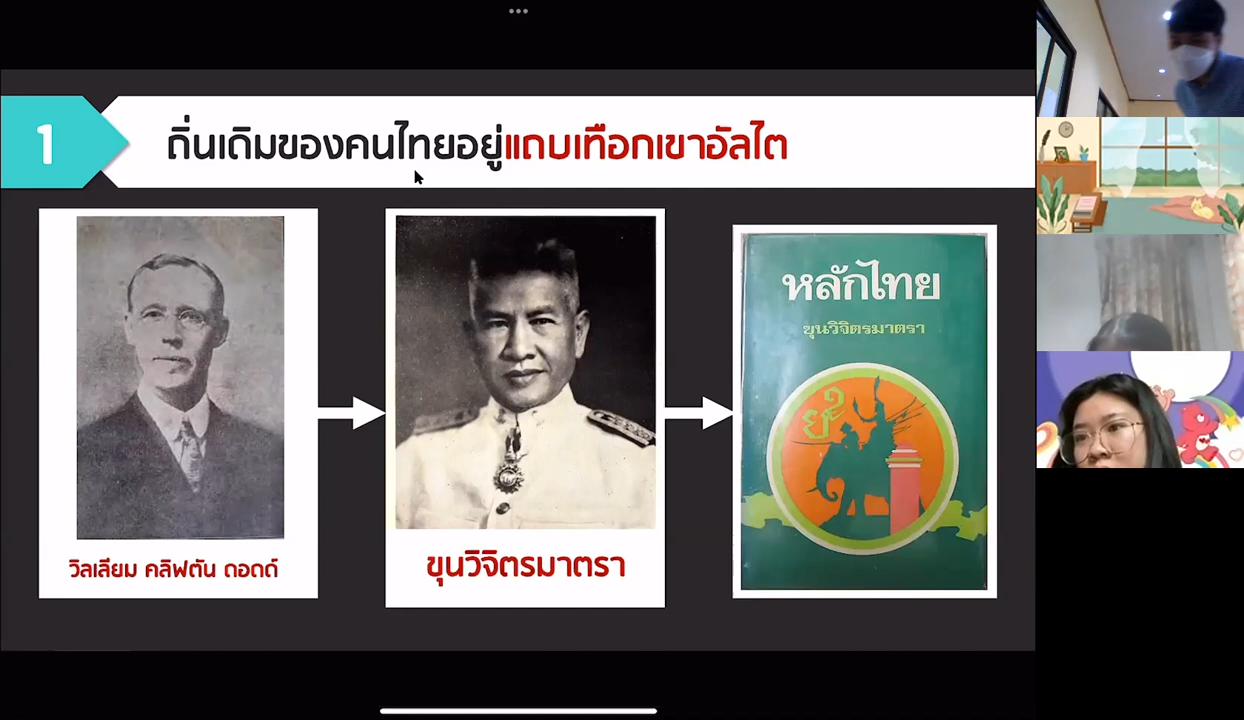 1
ถิ่นเดิมของคนไทยอยู่แถบเทือกเขาอัลไต
วิลเลียม คลิฟตัน ดอดด์
ขุนวิจิตรมาตรา
หลักไทย
ขุนวิจิตรมาตรา